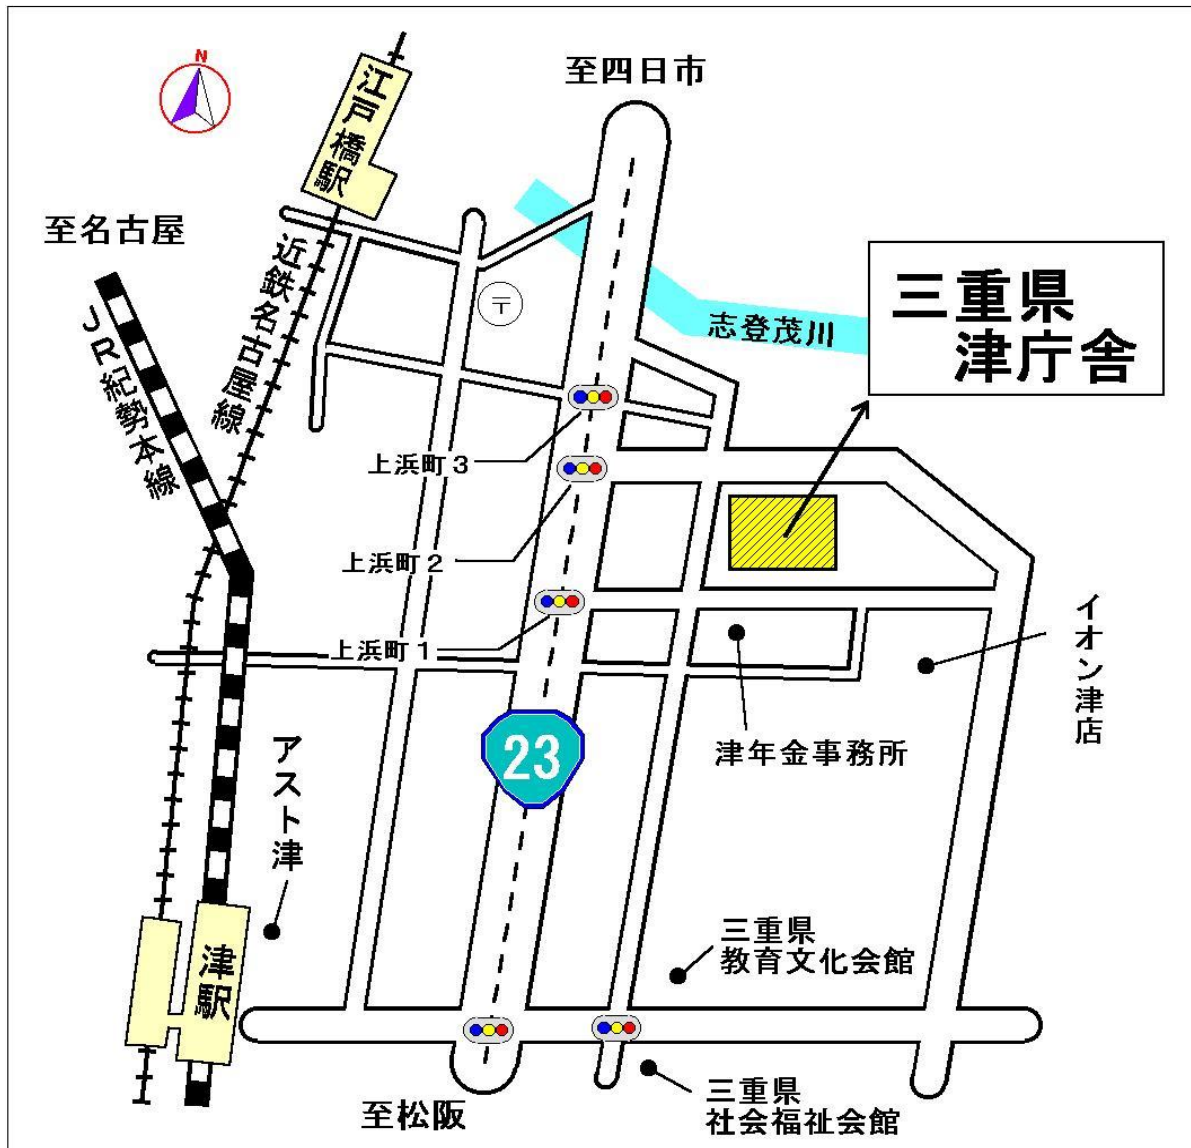 N
江戸橋駅
至四日市
至名古屋
近鉄名古屋線
JR紀勢本線
〒
志登茂川
三重県
津庁舎
上浜町3
上浜町2
上浜町1
イオン津店
津年金事務所
23
アスト津
三重県
教育文化会館
津駅
三重県
社会福祉会館
至松阪